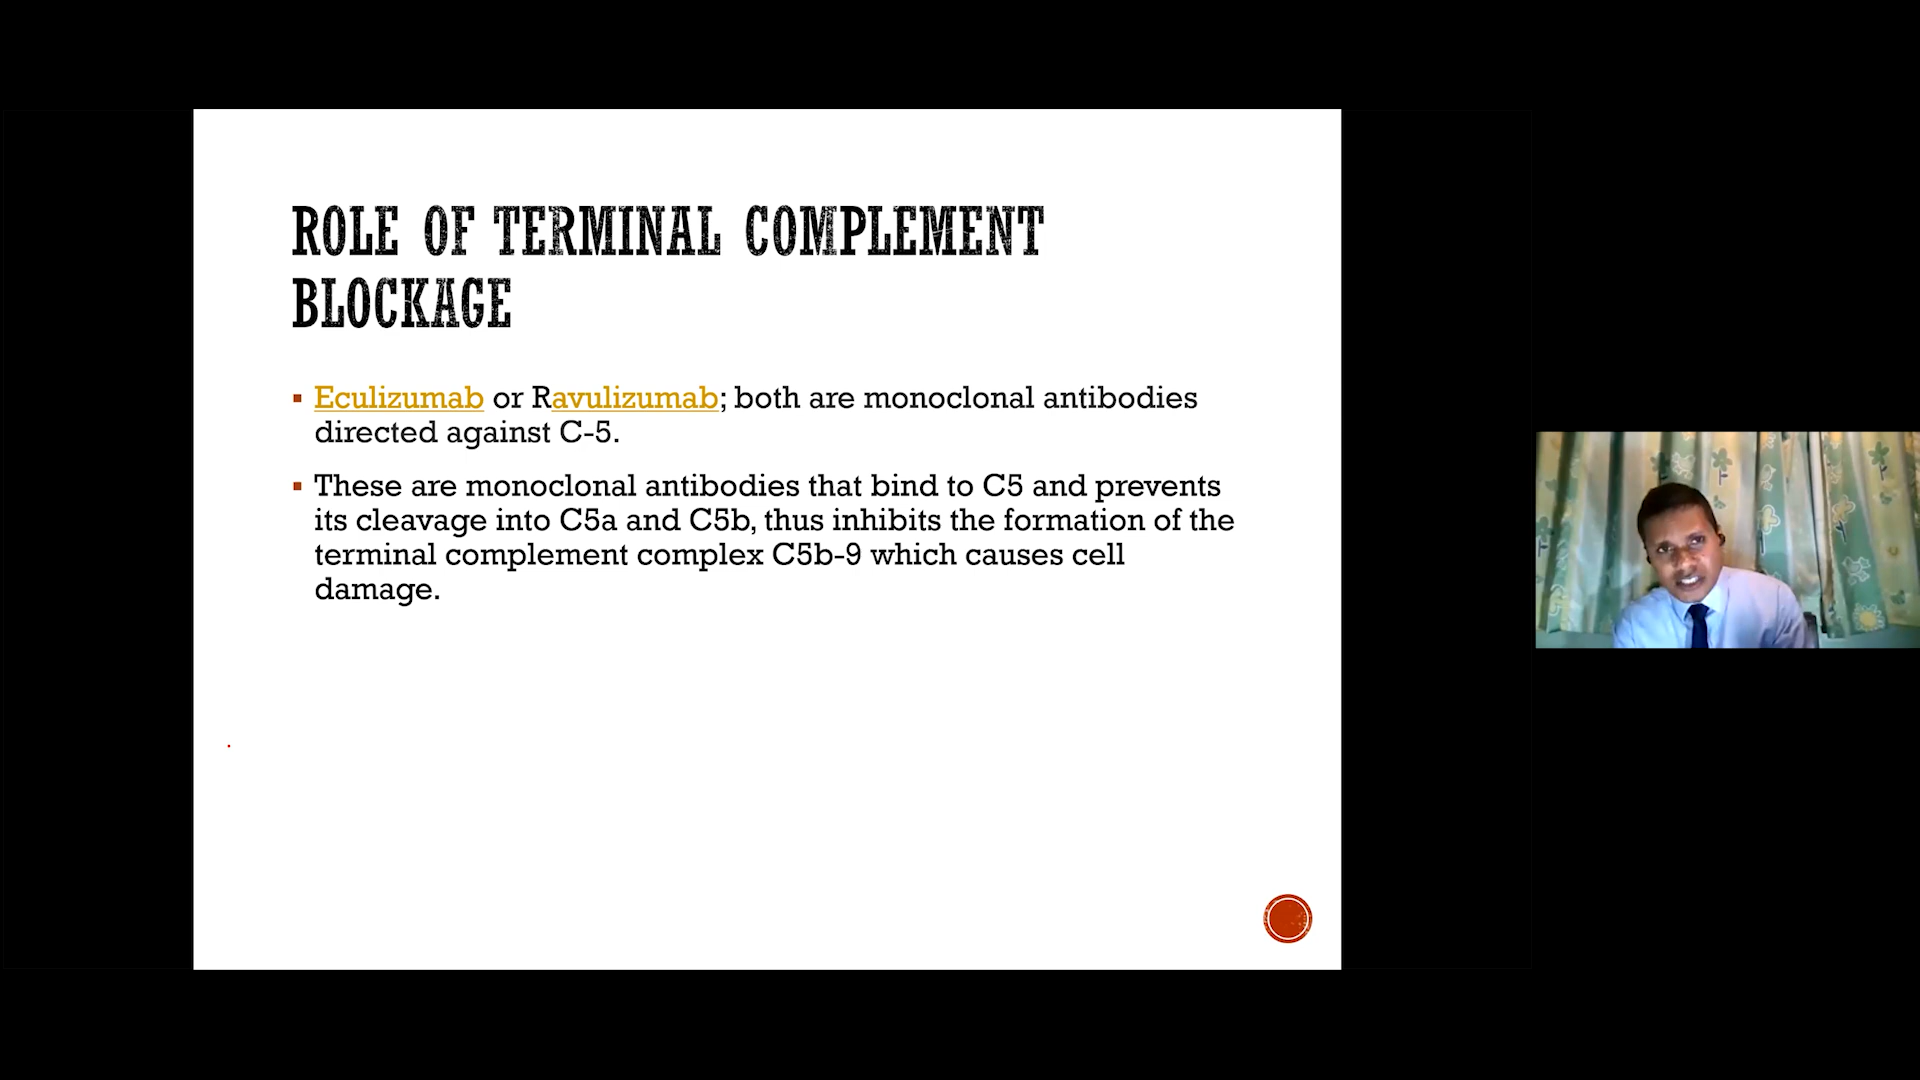 ROLE OF TERMINAL COMPLEMENT
BLOCKAGE
Eculizumab or Ravulizumab; both are monoclonal antibodies
directed against C-5.
These are monoclonal antibodies that bind to C5 and prevents
its cleavage into C5a and C5b, thus inhibits the formation of the
terminal complement complex C5b-9 which causes cell
damage.